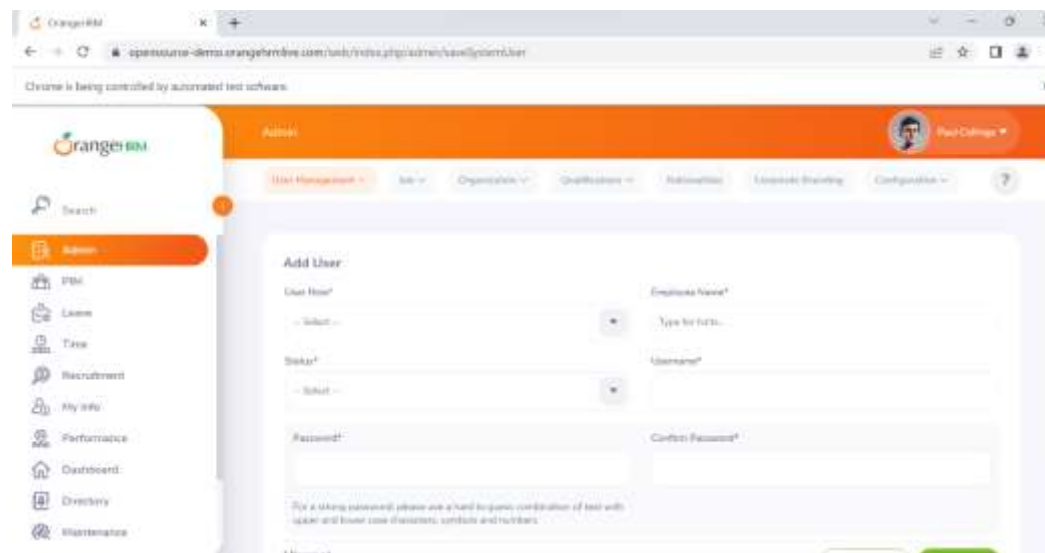 OrangeHRM
opensource-demo.orangehrmlive.com/web/index.php/admin/saveSystemUser
Chrome is being controlled by automated test software.
OrangeHRM
Admin
Paul Collings
User Management
Job
Organization
Qualifications
Nationalities
Corporate Branding
Configuration
?
Search
Admin
PIM
Leave
Time
Recruitment
My Info
Performance
Dashboard
Directory
Maintenance
Add User
User Role*
Employee Name*
-- Select --
Type for hints...
Status*
Username*
-- Select --
Password*
Confirm Password*
For a strong password, please use a hard to guess combination of text with
upper and lower case characters, symbols and numbers